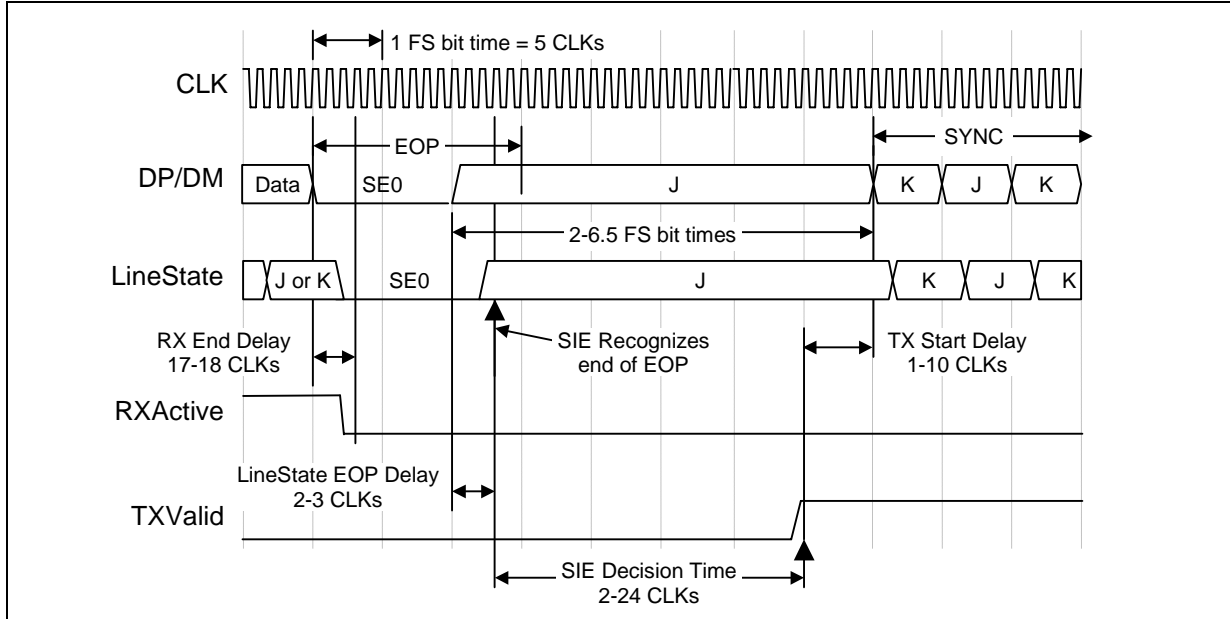 1 FS bit time = 5 CLKs
CLK
EOP
SYNC
DP/DM
Data
SE0
J
K
J
K
2-6.5 FS bit times
LineState
J or K
SE0
J
K
J
K
RX End Delay
17-18 CLKs
SIE Recognizes
end of EOP
TX Start Delay
1-10 CLKs
RXActive
LineState EOP Delay
2-3 CLKs
TXValid
SIE Decision Time
2-24 CLKs